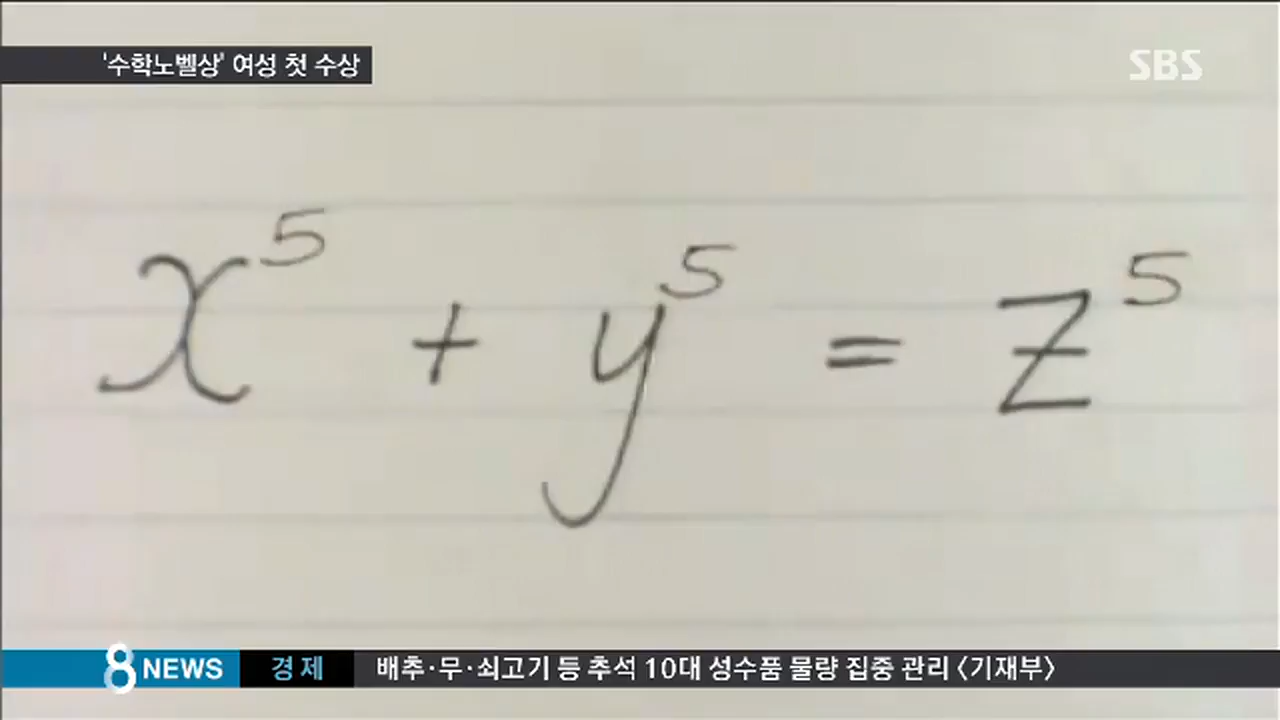 '수학노벨상' 여성 첫 수상
SBS
x⁵ + y⁵ = z⁵
8 NEWS 경제 배추·무·쇠고기 등 추석 10대 성수품 물량 집중 관리 〈기재부〉